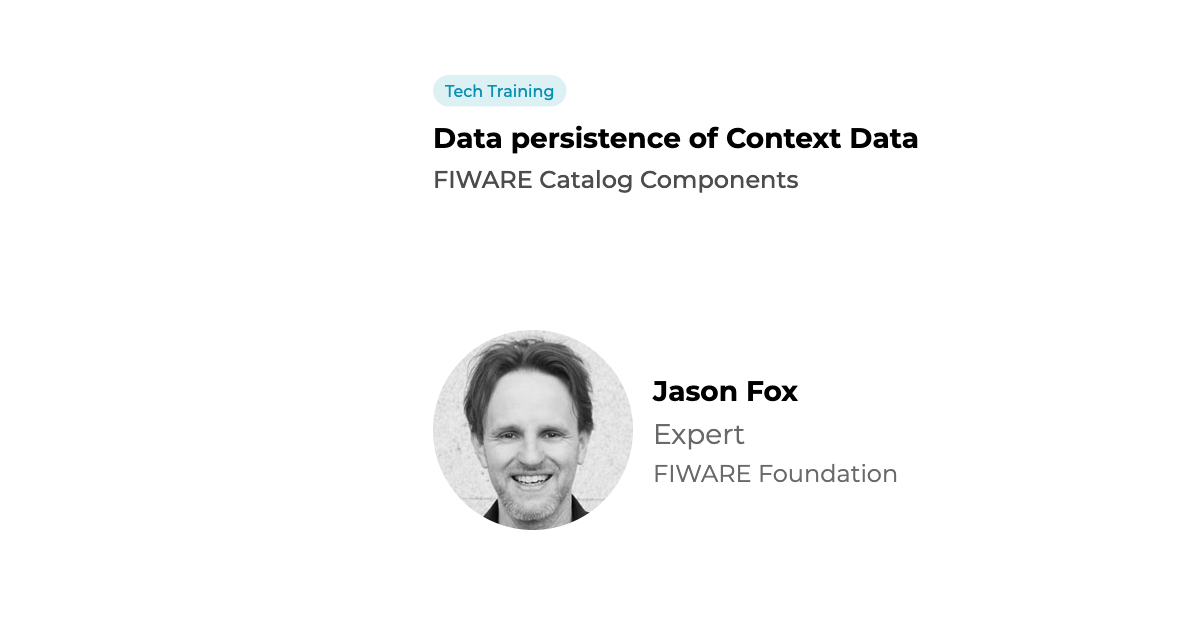 Tech Training
Data persistence of Context Data
FIWARE Catalog Components
Jason Fox
Expert
FIWARE Foundation